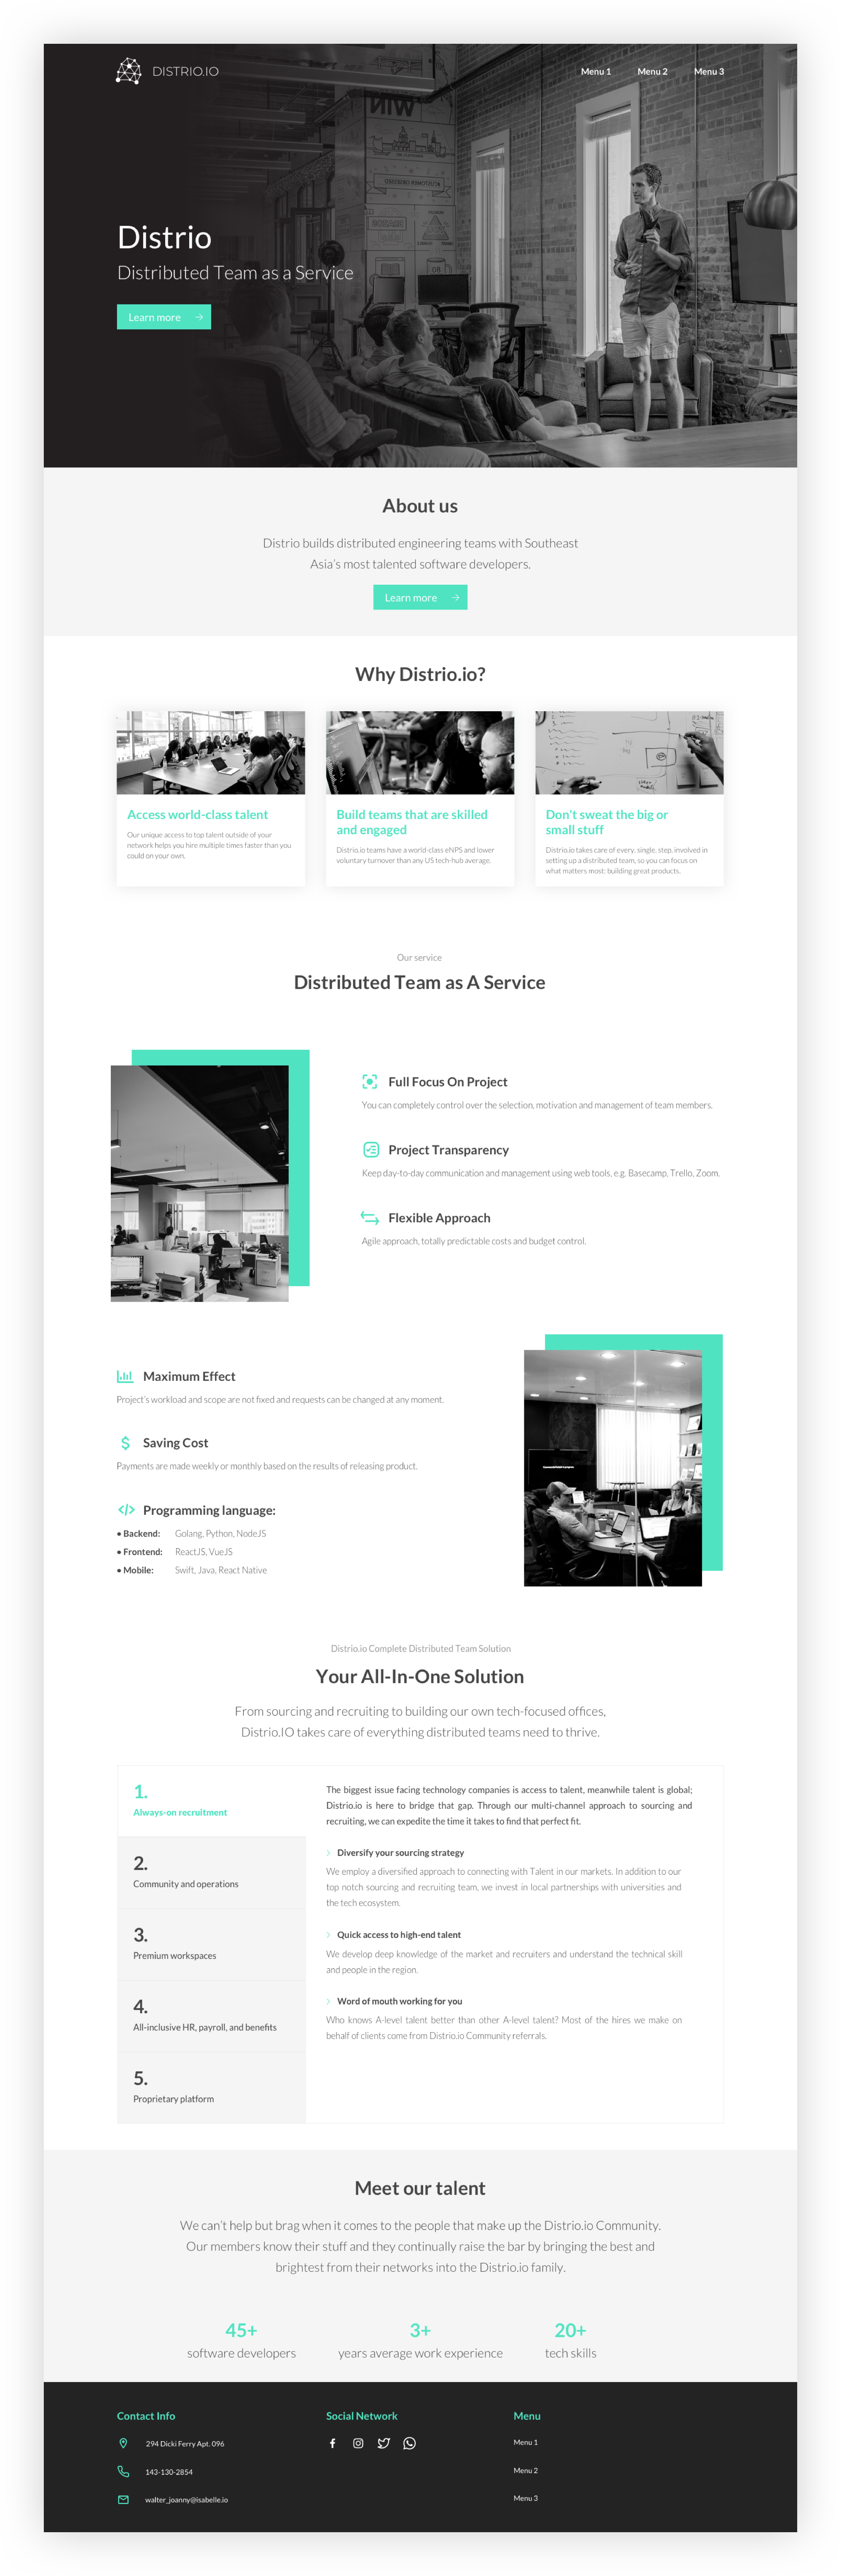 DISTRIO.IO
Menu 1
Menu 2
Menu 3
WIN
Distrio
Distributed Team as a Service
Learn more
About us
Distrio builds distributed engineering teams with Southeast
Asia's most talented software developers.
Learn more
Why Distrio.io?
Access world-class talent
Our unique access to top talent outside of your
network helps you hire multiple times faster than you
could on your own.
Build teams that are skilled
and engaged
Distrio.io teams have a world-class eNPS and lower
voluntary turnover than any US tech-hub average.
Don't sweat the big or
small stuff
Distrio.io takes care of every. single. step. involved in
setting up a distributed team, so you can focus on
what matters most: building great products.
Our service
Distributed Team as A Service
Full Focus On Project
You can completely control over the selection, motivation and management of team members.
Project Transparency
Keep day-to-day communication and management using web tools, e.g. Basecamp, Trello, Zoom.
Flexible Approach
Agile approach, totally predictable costs and budget control.
Maximum Effect
Project's workload and scope are not fixed and requests can be changed at any moment.
Saving Cost
Payments are made weekly or monthly based on the results of releasing product.
Programming language:
• Backend: Golang, Python, NodeJS
• Frontend: ReactJS, VueJS
• Mobile: Swift, Java, React Native
Distrio.io Complete Distributed Team Solution
Your All-In-One Solution
From sourcing and recruiting to building our own tech-focused offices,
Distrio.IO takes care of everything distributed teams need to thrive.
1.
Always-on recruitment
2.
Community and operations
3.
Premium workspaces
4.
All-inclusive HR, payroll, and benefits
5.
Proprietary platform
The biggest issue facing technology companies is access to talent, meanwhile talent is global;
Distrio.io is here to bridge that gap. Through our multi-channel approach to sourcing and
recruiting, we can expedite the time it takes to find that perfect fit.
Diversify your sourcing strategy
We employ a diversified approach to connecting with Talent in our markets. In addition to our
top notch sourcing and recruiting team, we invest in local partnerships with universities and
the tech ecosystem.
Quick access to high-end talent
We develop deep knowledge of the market and recruiters and understand the technical skill
and people in the region.
Word of mouth working for you
Who knows A-level talent better than other A-level talent? Most of the hires we make on
behalf of clients come from Distrio.io Community referrals.
Meet our talent
We can't help but brag when it comes to the people that make up the Distrio.io Community.
Our members know their stuff and they continually raise the bar by bringing the best and
brightest from their networks into the Distrio.io family.
45+
software developers
3+
years average work experience
20+
tech skills
Contact Info
294 Dicki Ferry Apt. 096
143-130-2854
walter_joanny@isabelle.io
Social Network
Menu
Menu 1
Menu 2
Menu 3